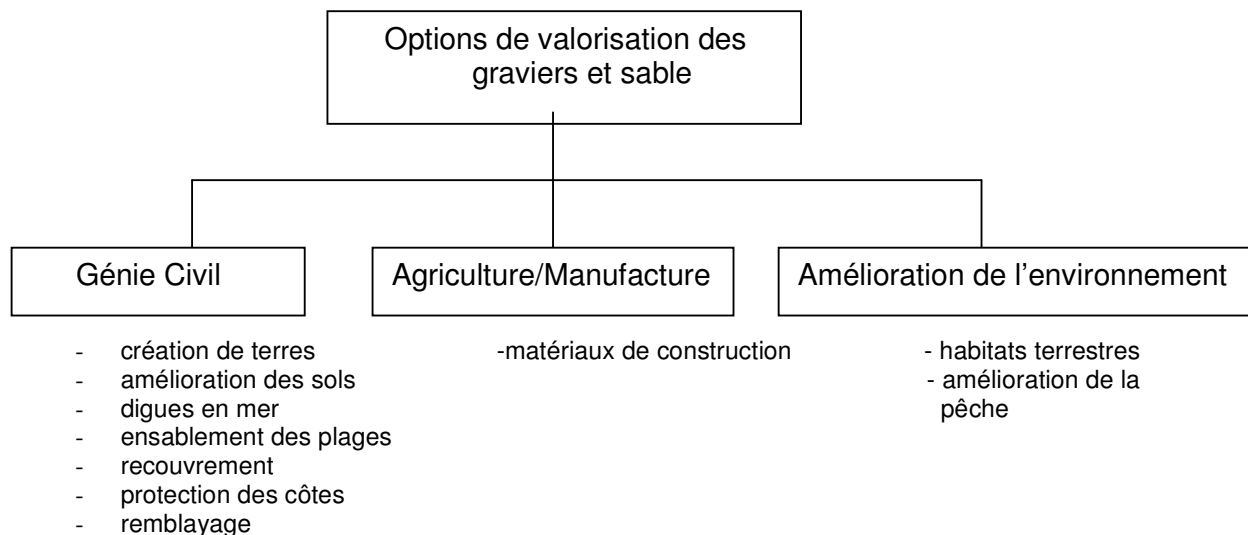 Options de valorisation des
graviers et sable
Génie Civil
Agriculture/Manufacture
Amélioration de l'environnement
- création de terres
- amélioration des sols
- digues en mer
- ensablement des plages
- recouvrement
- protection des côtes
- remblayage
-matériaux de construction
- habitats terrestres
- amélioration de la
pêche